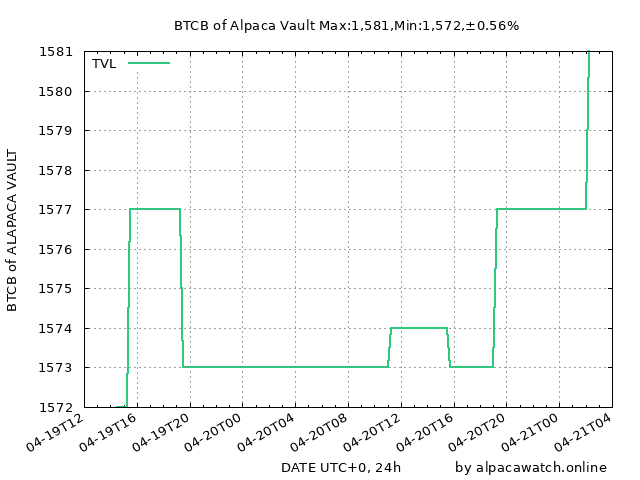 BTCB of Alpaca Vault Max:1,581,Min:1,572,±0.56%
TVL
BTCB of ALAPACA VAULT
1581
1580
1579
1578
1577
1576
1575
1574
1573
1572
04-19T12
04-19T16
04-19T20
04-20T00
04-20T04
04-20T08
04-20T12
04-20T16
04-20T20
04-21T00
04-21T04
DATE UTC+0, 24h
by alpacawatch.online